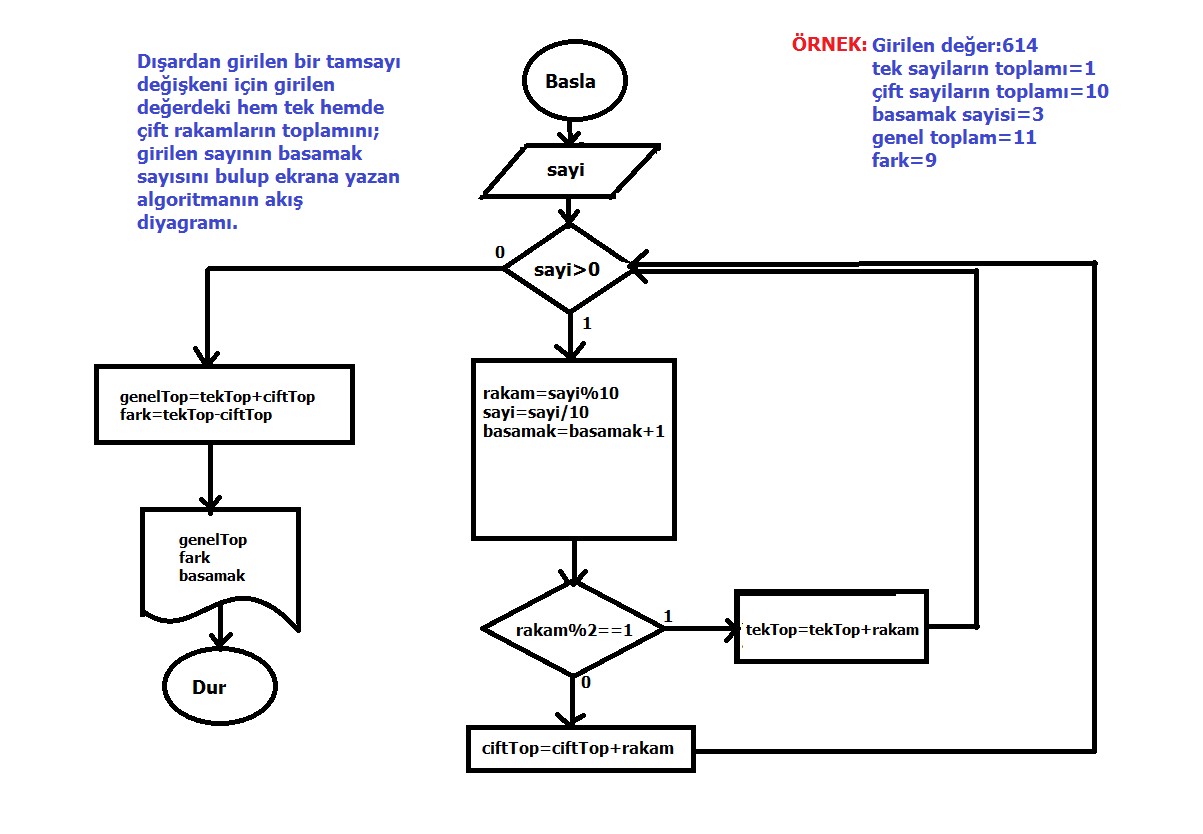 Dışardan girilen bir tamsayı
değişkeni için girilen
değerdeki hem tek hemde
çift rakamların toplamını;
girilen sayının basamak
sayısını bulup ekrana yazan
algoritmanın akış
diyagramı.
ÖRNEK: Girilen değer:614
tek sayiların toplamı=1
çift sayiların toplamı=10
basamak sayisi=3
genel toplam=11
fark=9
Basla
sayi
sayi>0
0
1
genelTop=tekTop+ciftTop
fark=tekTop-ciftTop
genelTop
fark
basamak
Dur
rakam=sayi%10
sayi=sayi/10
basamak=basamak+1
rakam%2==1
1
0
tekTop=tekTop+rakam
ciftTop=ciftTop+rakam